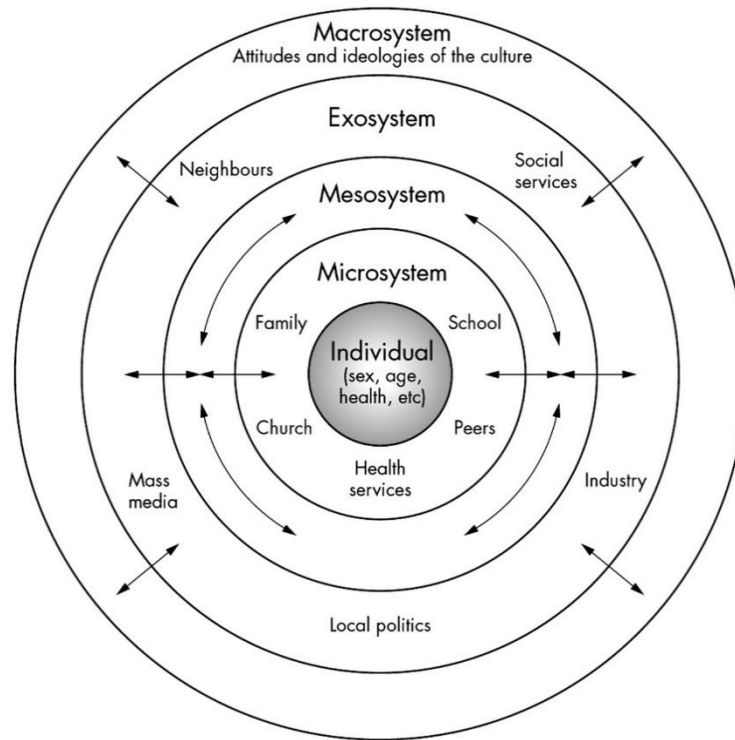 Macrosystem
Attitudes and ideologies of the culture
Exosystem
Neighbours
Social
services
Mesosystem
Microsystem
Family
School
Individual
(sex, age,
health, etc)
Church
Peers
Health
services
Mass
media
Industry
Local politics